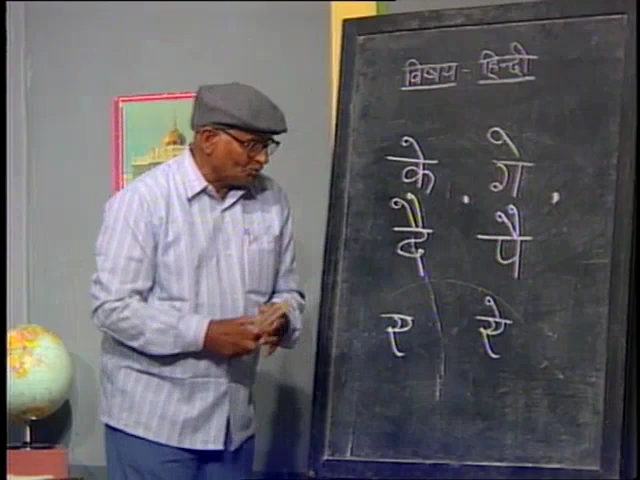 विषय - हिन्दी
के गे
दै पै
ए ऐ